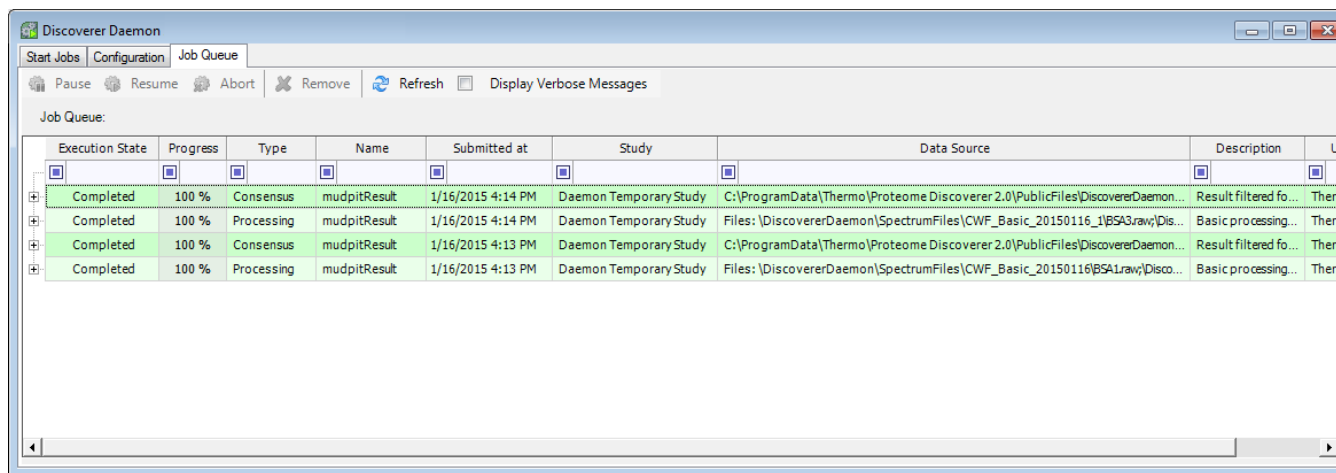 Discoverer Daemon
Start Jobs Configuration Job Queue
Pause Resume Abort Remove Refresh Display Verbose Messages
Job Queue:
Execution State Progress Type Name Submitted at Study Data Source Description U
Completed 100 % Consensus mudpitResult 1/16/2015 4:14 PM Daemon Temporary Study C:\ProgramData\Thermo\Proteome Discoverer 2.0\PublicFiles\DiscovererDaemon... Result filtered fo... Ther
Completed 100 % Processing mudpitResult 1/16/2015 4:14 PM Daemon Temporary Study Files: \DiscovererDaemon\SpectrumFiles\CWF_Basic_20150116_1\BSA3.raw;\Dis... Basic processing... Ther
Completed 100 % Consensus mudpitResult 1/16/2015 4:13 PM Daemon Temporary Study C:\ProgramData\Thermo\Proteome Discoverer 2.0\PublicFiles\DiscovererDaemon... Result filtered fo... Ther
Completed 100 % Processing mudpitResult 1/16/2015 4:13 PM Daemon Temporary Study Files: \DiscovererDaemon\SpectrumFiles\CWF_Basic_20150116\BSA1.raw;\Disco... Basic processing... Ther